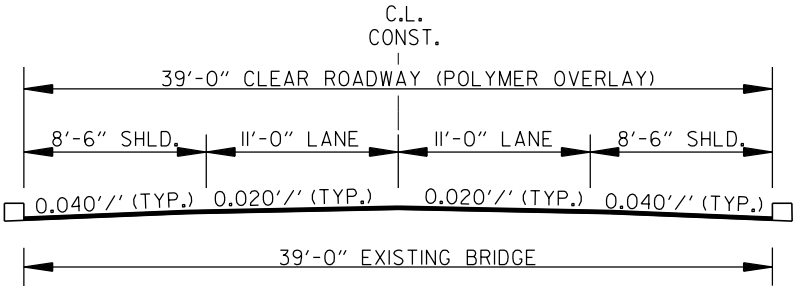 C.L.
CONST.
39'-0" CLEAR ROADWAY (POLYMER OVERLAY)
8'-6" SHLD. 11'-0" LANE 11'-0" LANE 8'-6" SHLD.
0.040'/' (TYP.) 0.020'/' (TYP.) 0.020'/' (TYP.) 0.040'/' (TYP.)
39'-0" EXISTING BRIDGE